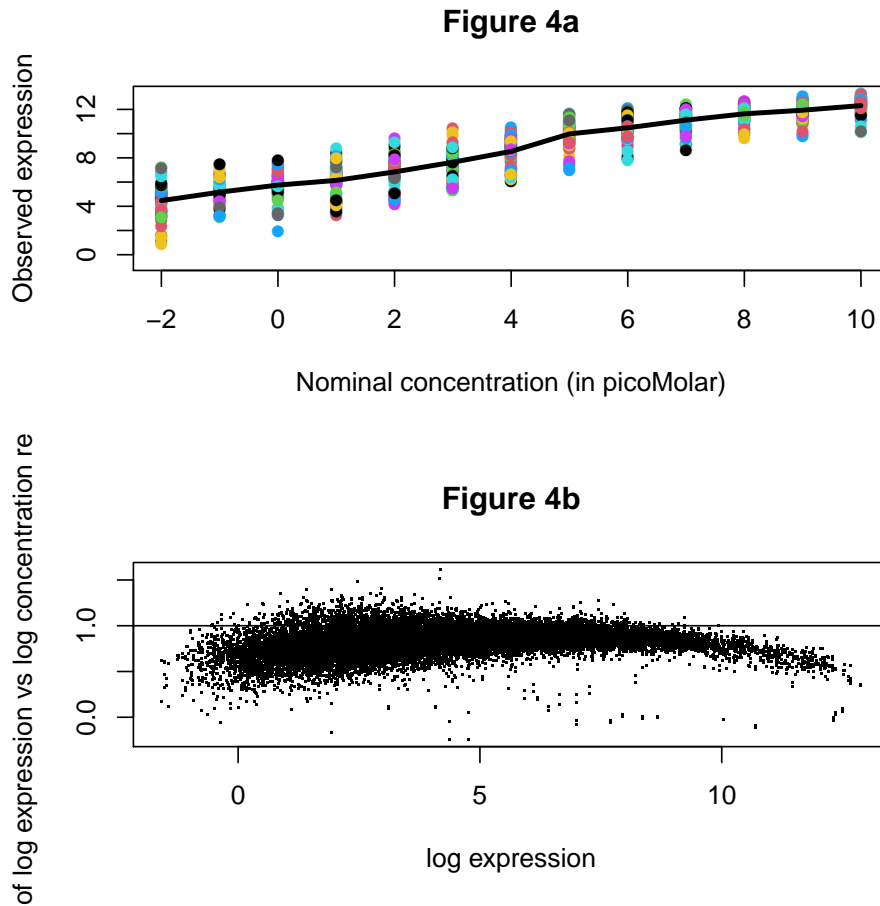 Figure 4a
Observed expression
12
8
4
0
−2 0 2 4 6 8 10
Nominal concentration (in picoMolar)
Figure 4b
of log expression vs log concentration re
1.0
0.0
0 5 10
log expression